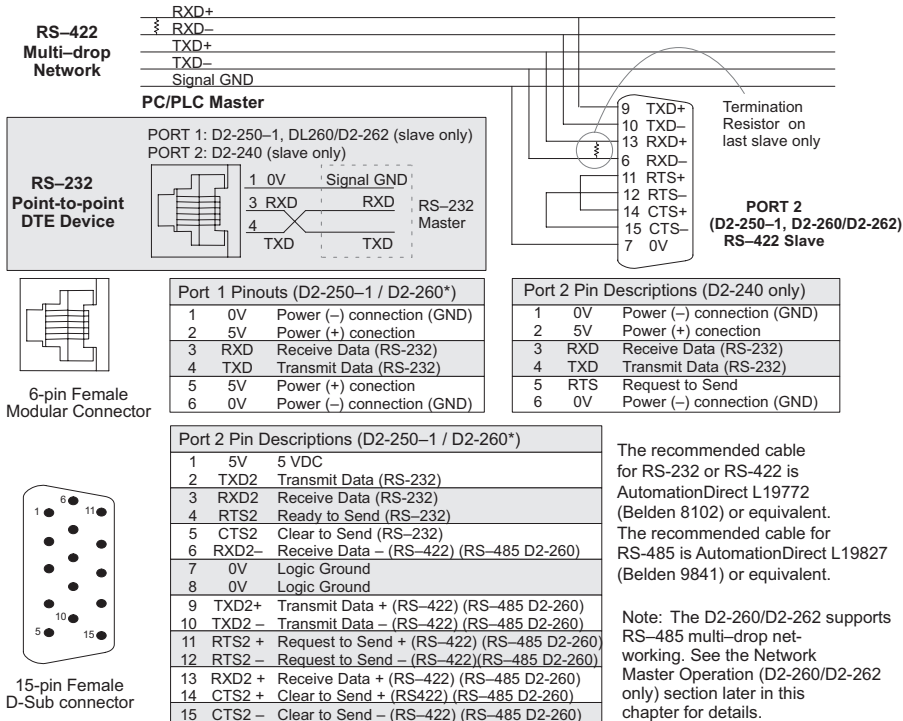 RS–422
Multi–drop
Network
RXD+
RXD–
TXD+
TXD–
Signal GND
PC/PLC Master
9 TXD+
10 TXD–
13 RXD+
6 RXD–
11 RTS+
12 RTS–
14 CTS+
15 CTS–
7 0V
Termination
Resistor on
last slave only
PORT 2
(D2-250–1, D2-260/D2-262)
RS–422 Slave
RS–232
Point-to-point
DTE Device
PORT 1: D2-250–1, DL260/D2-262 (slave only)
PORT 2: D2-240 (slave only)
1 0V Signal GND
3 RXD RXD
4
TXD TXD
RS–232
Master
6-pin Female
Modular Connector
Port 1 Pinouts (D2-250–1 / D2-260*)
1 0V Power (–) connection (GND)
2 5V Power (+) conection
3 RXD Receive Data (RS-232)
4 TXD Transmit Data (RS-232)
5 5V Power (+) conection
6 0V Power (–) connection (GND)
Port 2 Pin Descriptions (D2-240 only)
1 0V Power (–) connection (GND)
2 5V Power (+) conection
3 RXD Receive Data (RS-232)
4 TXD Transmit Data (RS-232)
5 RTS Request to Send
6 0V Power (–) connection (GND)
6
1 11
10
5 15
15-pin Female
D-Sub connector
Port 2 Pin Descriptions (D2-250–1 / D2-260*)
1 5V 5 VDC
2 TXD2 Transmit Data (RS-232)
3 RXD2 Receive Data (RS-232)
4 RTS2 Ready to Send (RS–232)
5 CTS2 Clear to Send (RS–232)
6 RXD2– Receive Data – (RS–422) (RS–485 D2-260)
7 0V Logic Ground
8 0V Logic Ground
9 TXD2+ Transmit Data + (RS–422) (RS–485 D2-260)
10 TXD2 – Transmit Data – (RS–422) (RS–485 D2-260)
11 RTS2 + Request to Send + (RS–422) (RS–485 D2-260)
12 RTS2 – Request to Send – (RS–422)(RS–485 D2-260)
13 RXD2 + Receive Data + (RS–422) (RS–485 D2-260)
14 CTS2 + Clear to Send + (RS422) (RS–485 D2-260)
15 CTS2 – Clear to Send – (RS–422) (RS–485 D2-260)
The recommended cable
for RS-232 or RS-422 is
AutomationDirect L19772
(Belden 8102) or equivalent.
The recommended cable for
RS-485 is AutomationDirect L19827
(Belden 9841) or equivalent.
Note: The D2-260/D2-262 supports
RS–485 multi–drop net-
working. See the Network
Master Operation (D2-260/D2-262
only) section later in this
chapter for details.